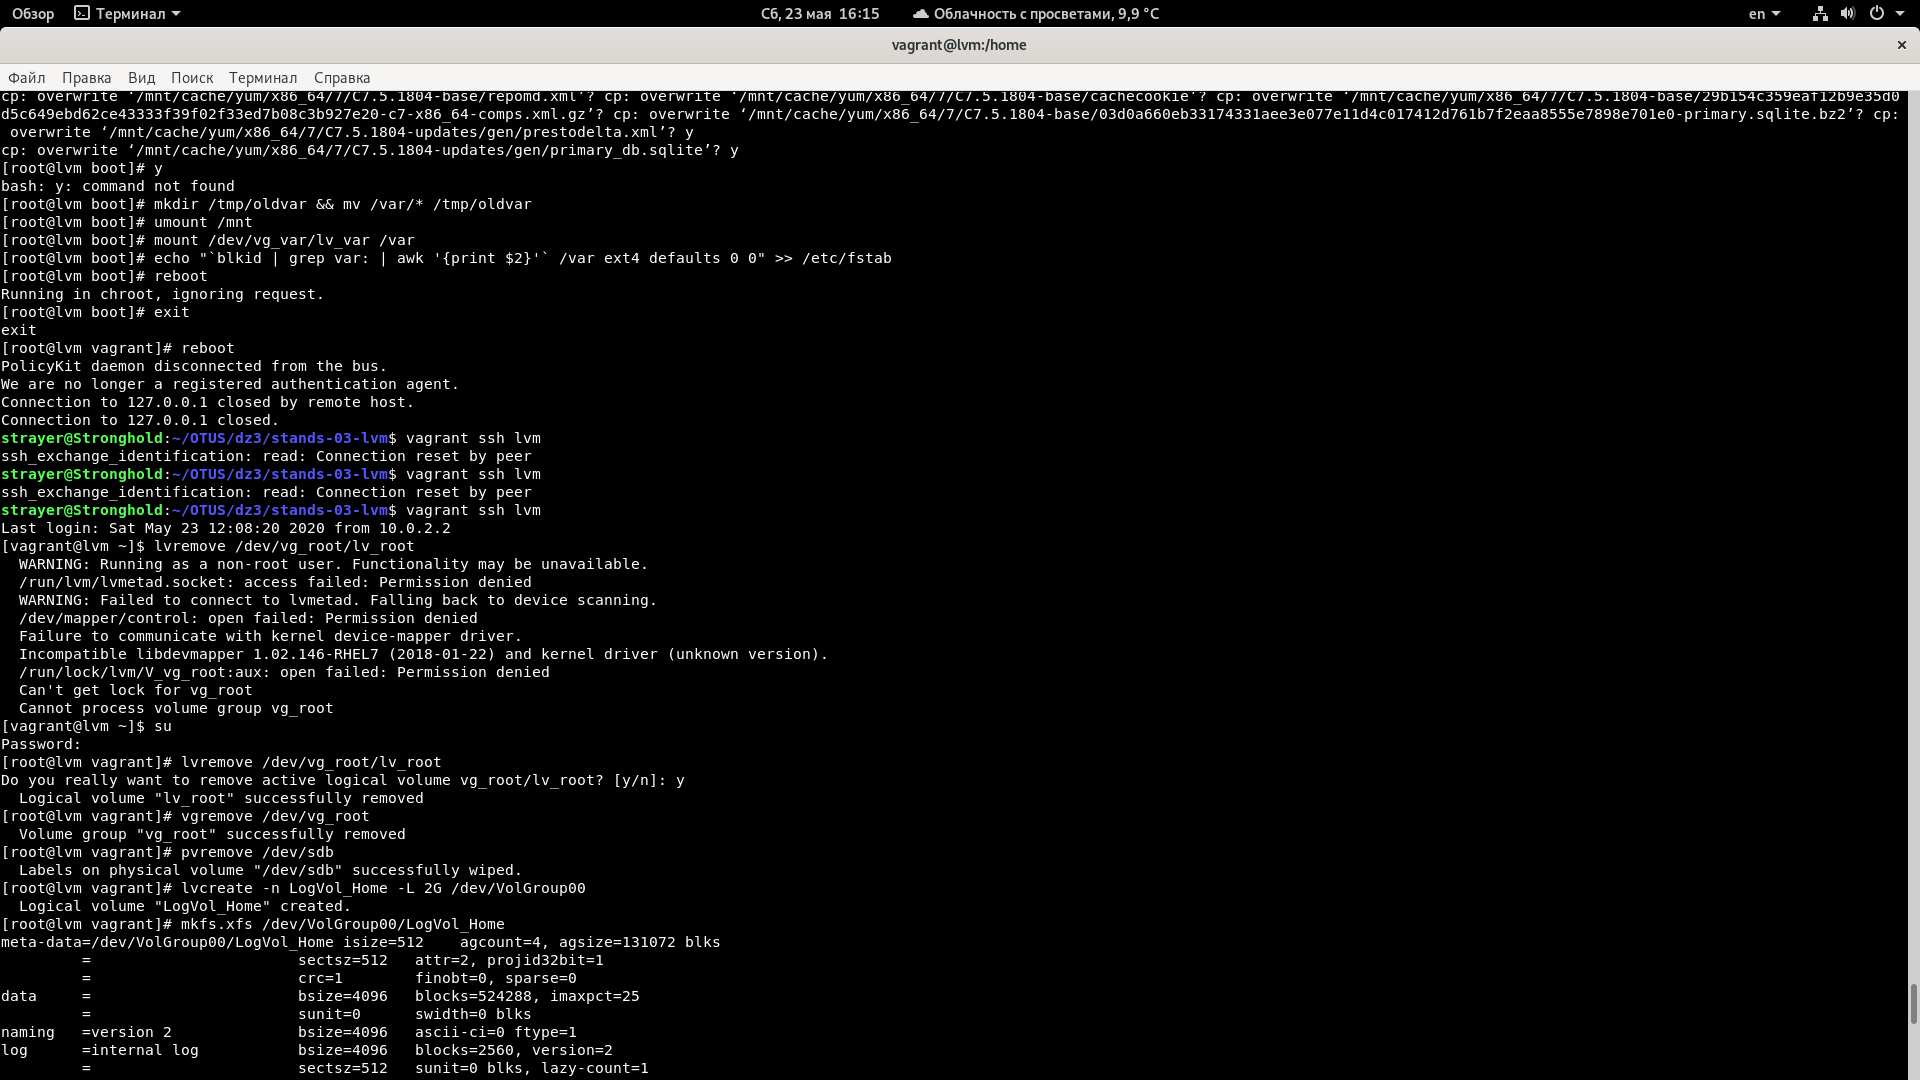 Обзор Терминал Сб, 23 мая 16:15 Облачность с просветами, 9,9 °C en
vagrant@lvm:/home
Файл Правка Вид Поиск Терминал Справка
cp: overwrite ‘/mnt/cache/yum/x86_64/7/C7.5.1804-base/repomd.xml’? cp: overwrite ‘/mnt/cache/yum/x86_64/7/C7.5.1804-base/cachecookie’? cp: overwrite ‘/mnt/cache/yum/x86_64/7/C7.5.1804-base/29b154c359eaf12b9e35d0
d5c649ebd62ce43333f39f02f33ed7b08c3b927e20-c7-x86_64-comps.xml.gz’? cp: overwrite ‘/mnt/cache/yum/x86_64/7/C7.5.1804-base/03d0a660eb33174331aee3e077e11d4c017412d761b7f2eaa8555e7898e701e0-primary.sqlite.bz2’? cp:
 overwrite ‘/mnt/cache/yum/x86_64/7/C7.5.1804-updates/gen/prestodelta.xml’? y
cp: overwrite ‘/mnt/cache/yum/x86_64/7/C7.5.1804-updates/gen/primary_db.sqlite’? y
[root@lvm boot]# y
bash: y: command not found
[root@lvm boot]# mkdir /tmp/oldvar && mv /var/* /tmp/oldvar
[root@lvm boot]# umount /mnt
[root@lvm boot]# mount /dev/vg_var/lv_var /var
[root@lvm boot]# echo "`blkid | grep var: | awk '{print $2}'` /var ext4 defaults 0 0" >> /etc/fstab
[root@lvm boot]# reboot
Running in chroot, ignoring request.
[root@lvm boot]# exit
exit
[root@lvm vagrant]# reboot
PolicyKit daemon disconnected from the bus.
We are no longer a registered authentication agent.
Connection to 127.0.0.1 closed by remote host.
Connection to 127.0.0.1 closed.
strayer@Stronghold:~/OTUS/dz3/stands-03-lvm$ vagrant ssh lvm
ssh_exchange_identification: read: Connection reset by peer
strayer@Stronghold:~/OTUS/dz3/stands-03-lvm$ vagrant ssh lvm
ssh_exchange_identification: read: Connection reset by peer
strayer@Stronghold:~/OTUS/dz3/stands-03-lvm$ vagrant ssh lvm
Last login: Sat May 23 12:08:20 2020 from 10.0.2.2
[vagrant@lvm ~]$ lvremove /dev/vg_root/lv_root
  WARNING: Running as a non-root user. Functionality may be unavailable.
  /run/lvm/lvmetad.socket: access failed: Permission denied
  WARNING: Failed to connect to lvmetad. Falling back to device scanning.
  /dev/mapper/control: open failed: Permission denied
  Failure to communicate with kernel device-mapper driver.
  Incompatible libdevmapper 1.02.146-RHEL7 (2018-01-22) and kernel driver (unknown version).
  /run/lock/lvm/V_vg_root:aux: open failed: Permission denied
  Can't get lock for vg_root
  Cannot process volume group vg_root
[vagrant@lvm ~]$ su
Password:
[root@lvm vagrant]# lvremove /dev/vg_root/lv_root
Do you really want to remove active logical volume vg_root/lv_root? [y/n]: y
  Logical volume "lv_root" successfully removed
[root@lvm vagrant]# vgremove /dev/vg_root
  Volume group "vg_root" successfully removed
[root@lvm vagrant]# pvremove /dev/sdb
  Labels on physical volume "/dev/sdb" successfully wiped.
[root@lvm vagrant]# lvcreate -n LogVol_Home -L 2G /dev/VolGroup00
  Logical volume "LogVol_Home" created.
[root@lvm vagrant]# mkfs.xfs /dev/VolGroup00/LogVol_Home
meta-data=/dev/VolGroup00/LogVol_Home isize=512    agcount=4, agsize=131072 blks
         =                       sectsz=512   attr=2, projid32bit=1
         =                       crc=1        finobt=0, sparse=0
data     =                       bsize=4096   blocks=524288, imaxpct=25
         =                       sunit=0      swidth=0 blks
naming   =version 2              bsize=4096   ascii-ci=0 ftype=1
log      =internal log           bsize=4096   blocks=2560, version=2
         =                       sectsz=512   sunit=0 blks, lazy-count=1